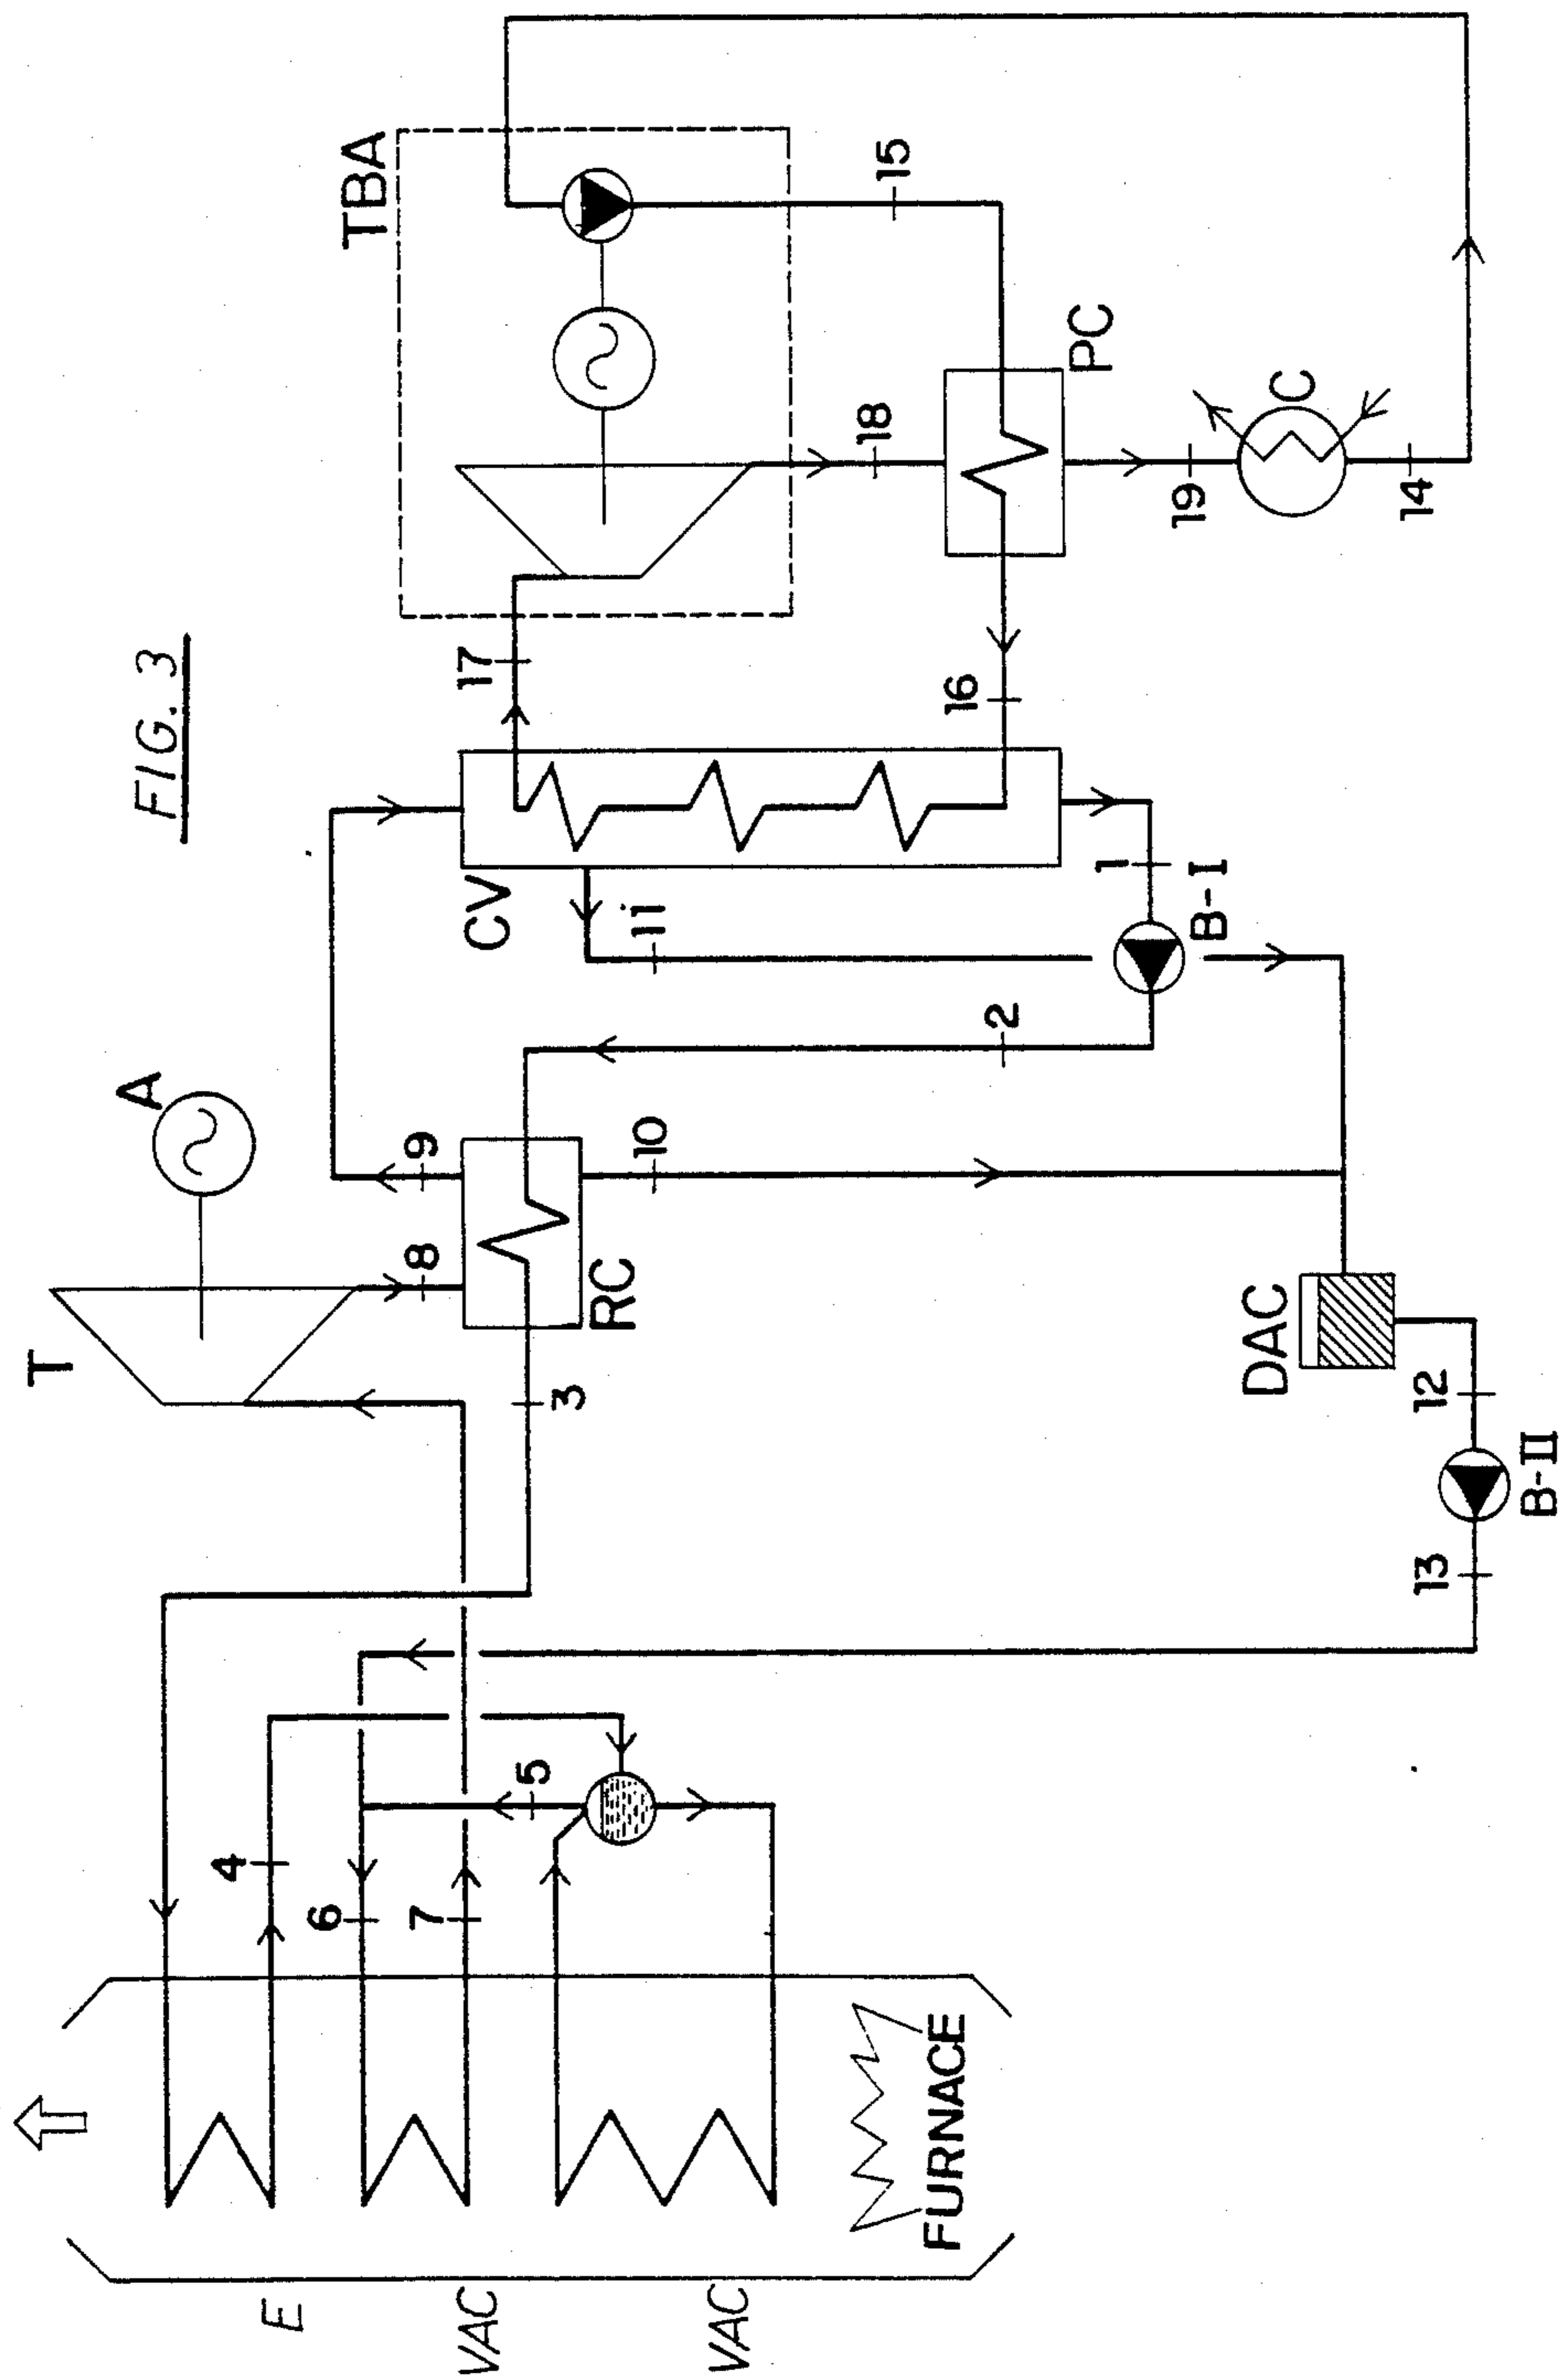 FIG. 3
TBA
15
PC
18
19
C
14
17
16
CV
11
1
B-I
2
A
9
10
8
RC
T
3
DAC
12
B-II
13
5
4
6
7
FURNACE
E
VAC
VAC